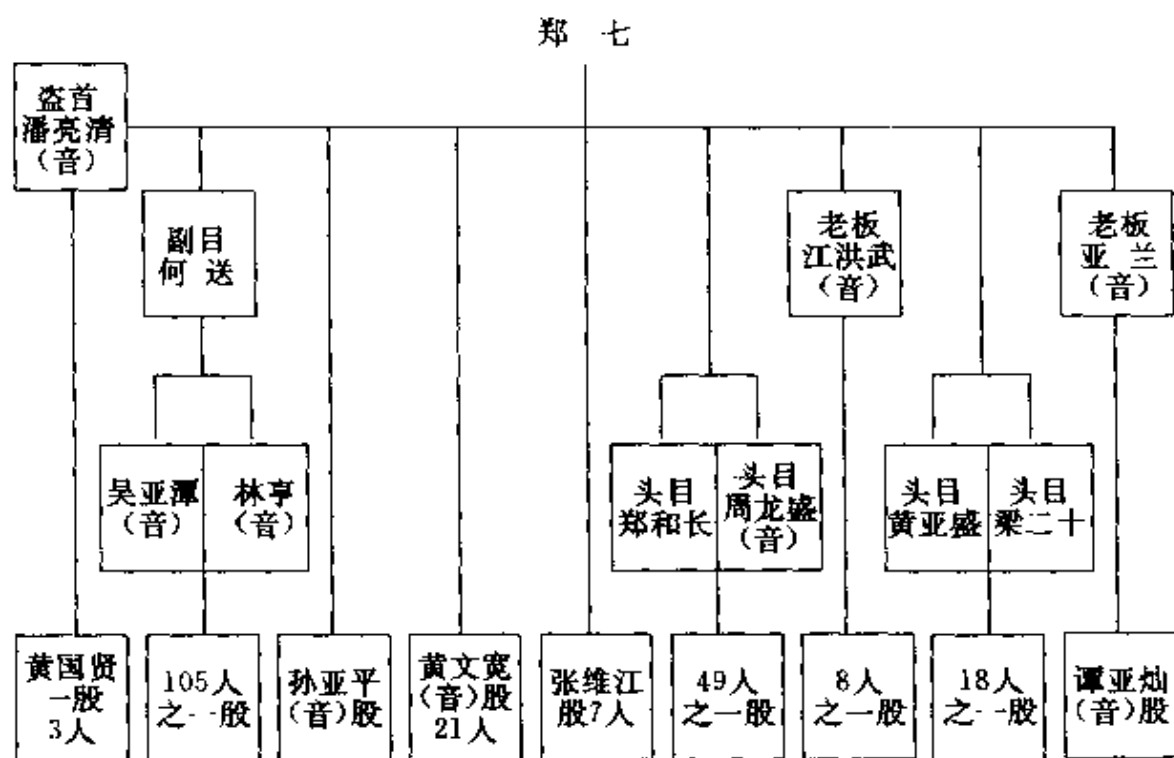 郑 七
盗首
潘亮清
（音）
副目
何 送
老板
江洪武
（音）
老板
亚 兰
（音）
吴亚潭
（音）
林亨
（音）
头目
郑和长
头目
周龙盛
（音）
头目
黄亚盛
头目
梁二十
黄国贤
一股
3人
105人
之一股
孙亚平
（音）股
黄文宽
（音）股
21人
张维江
股7人
49人
之一股
8人
之一股
18人
之一股
谭亚灿
（音）股